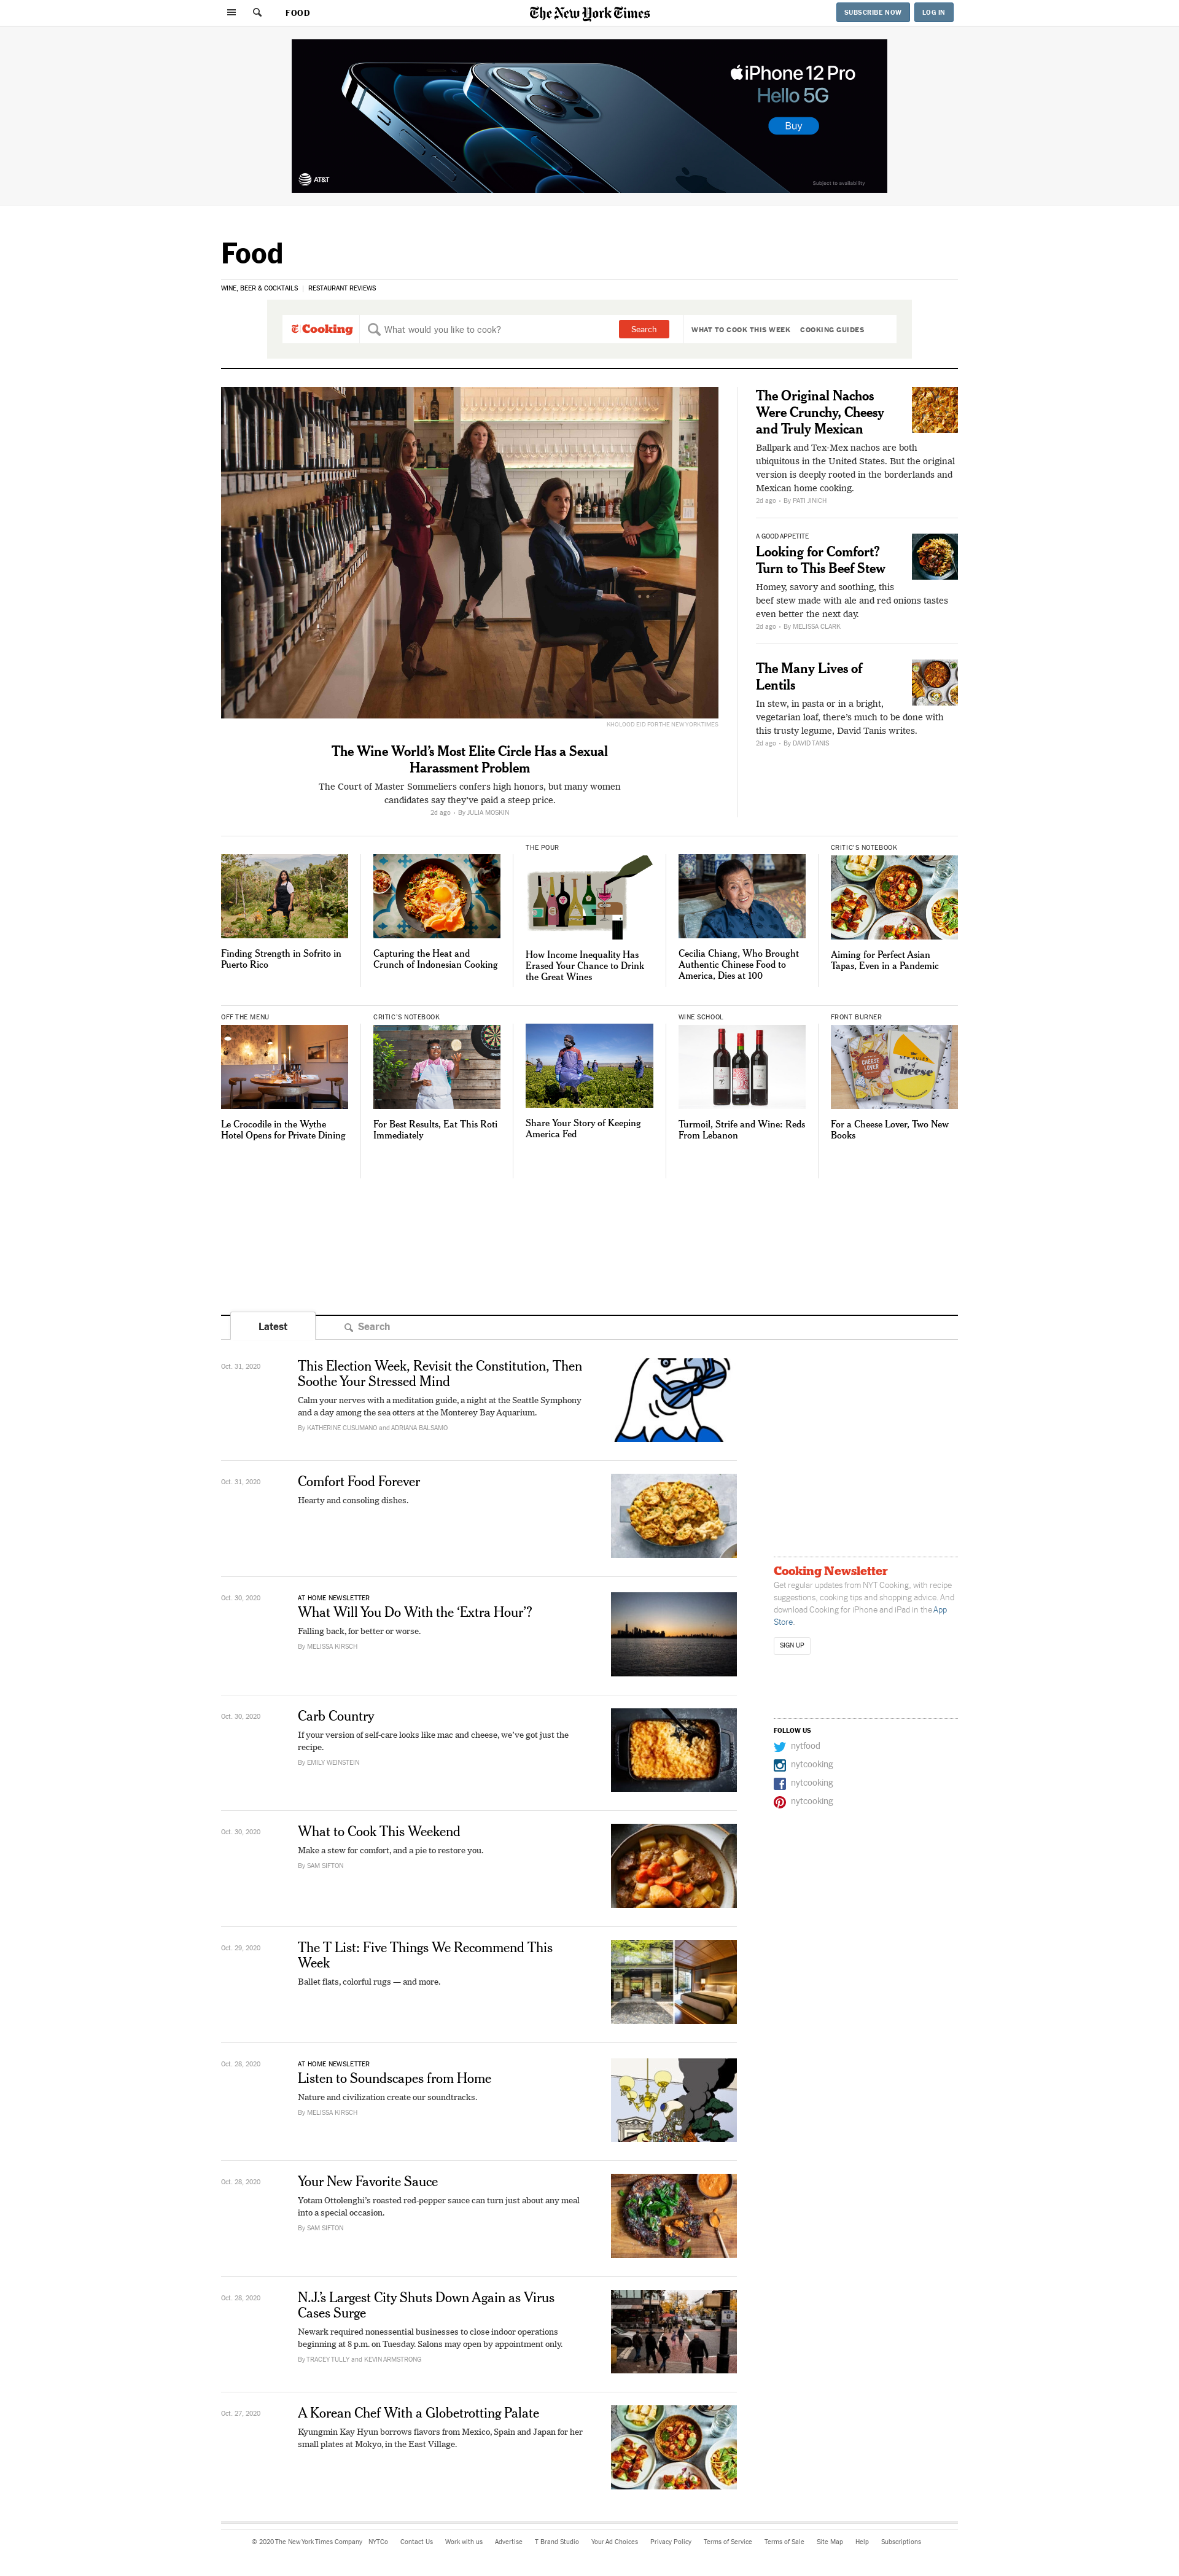 FOOD
The New York Times
SUBSCRIBE NOW
LOG IN
iPhone 12 Pro
Hello 5G
Buy
AT&T
Subject to availability
Food
WINE, BEER & COCKTAILS | RESTAURANT REVIEWS
Cooking
What would you like to cook?
Search
WHAT TO COOK THIS WEEK
COOKING GUIDES
KHOLOOD EID FOR THE NEW YORK TIMES
The Wine World's Most Elite Circle Has a Sexual
Harassment Problem
The Court of Master Sommeliers confers high honors, but many women
candidates say they've paid a steep price.
2d ago - By JULIA MOSKIN
The Original Nachos
Were Crunchy, Cheesy
and Truly Mexican
Ballpark and Tex-Mex nachos are both
ubiquitous in the United States. But the original
version is deeply rooted in the borderlands and
Mexican home cooking.
2d ago - By PATI JINICH
A GOOD APPETITE
Looking for Comfort?
Turn to This Beef Stew
Homey, savory and soothing, this
beef stew made with ale and red onions tastes
even better the next day.
2d ago - By MELISSA CLARK
The Many Lives of
Lentils
In stew, in pasta or in a bright,
vegetarian loaf, there's much to be done with
this trusty legume, David Tanis writes.
2d ago - By DAVID TANIS
Finding Strength in Sofrito in
Puerto Rico
Capturing the Heat and
Crunch of Indonesian Cooking
THE POUR
How Income Inequality Has
Erased Your Chance to Drink
the Great Wines
Cecilia Chiang, Who Brought
Authentic Chinese Food to
America, Dies at 100
CRITIC'S NOTEBOOK
Aiming for Perfect Asian
Tapas, Even in a Pandemic
OFF THE MENU
Le Crocodile in the Wythe
Hotel Opens for Private Dining
CRITIC'S NOTEBOOK
For Best Results, Eat This Roti
Immediately
Share Your Story of Keeping
America Fed
WINE SCHOOL
Turmoil, Strife and Wine: Reds
From Lebanon
FRONT BURNER
CHEESE LOVER
cheese
For a Cheese Lover, Two New
Books
Latest
Search
Oct. 31, 2020
This Election Week, Revisit the Constitution, Then
Soothe Your Stressed Mind
Calm your nerves with a meditation guide, a night at the Seattle Symphony
and a day among the sea otters at the Monterey Bay Aquarium.
By KATHERINE CUSUMANO and ADRIANA BALSAMO
Oct. 31, 2020
Comfort Food Forever
Hearty and consoling dishes.
Oct. 30, 2020
AT HOME NEWSLETTER
What Will You Do With the ‘Extra Hour’?
Falling back, for better or worse.
By MELISSA KIRSCH
Oct. 30, 2020
Carb Country
If your version of self-care looks like mac and cheese, we've got just the
recipe.
By EMILY WEINSTEIN
Oct. 30, 2020
What to Cook This Weekend
Make a stew for comfort, and a pie to restore you.
By SAM SIFTON
Oct. 29, 2020
The T List: Five Things We Recommend This
Week
Ballet flats, colorful rugs — and more.
Oct. 28, 2020
AT HOME NEWSLETTER
Listen to Soundscapes from Home
Nature and civilization create our soundtracks.
By MELISSA KIRSCH
Oct. 28, 2020
Your New Favorite Sauce
Yotam Ottolenghi's roasted red-pepper sauce can turn just about any meal
into a special occasion.
By SAM SIFTON
Oct. 28, 2020
N.J.'s Largest City Shuts Down Again as Virus
Cases Surge
Newark required nonessential businesses to close indoor operations
beginning at 8 p.m. on Tuesday. Salons may open by appointment only.
By TRACEY TULLY and KEVIN ARMSTRONG
Oct. 27, 2020
A Korean Chef With a Globetrotting Palate
Kyungmin Kay Hyun borrows flavors from Mexico, Spain and Japan for her
small plates at Mokyo, in the East Village.
Cooking Newsletter
Get regular updates from NYT Cooking, with recipe
suggestions, cooking tips and shopping advice. And
download Cooking for iPhone and iPad in the App
Store.
SIGN UP
FOLLOW US
nytfood
nytcooking
nytcooking
nytcooking
© 2020 The New York Times Company NYTCo Contact Us Work with us Advertise T Brand Studio Your Ad Choices Privacy Policy Terms of Service Terms of Sale Site Map Help Subscriptions